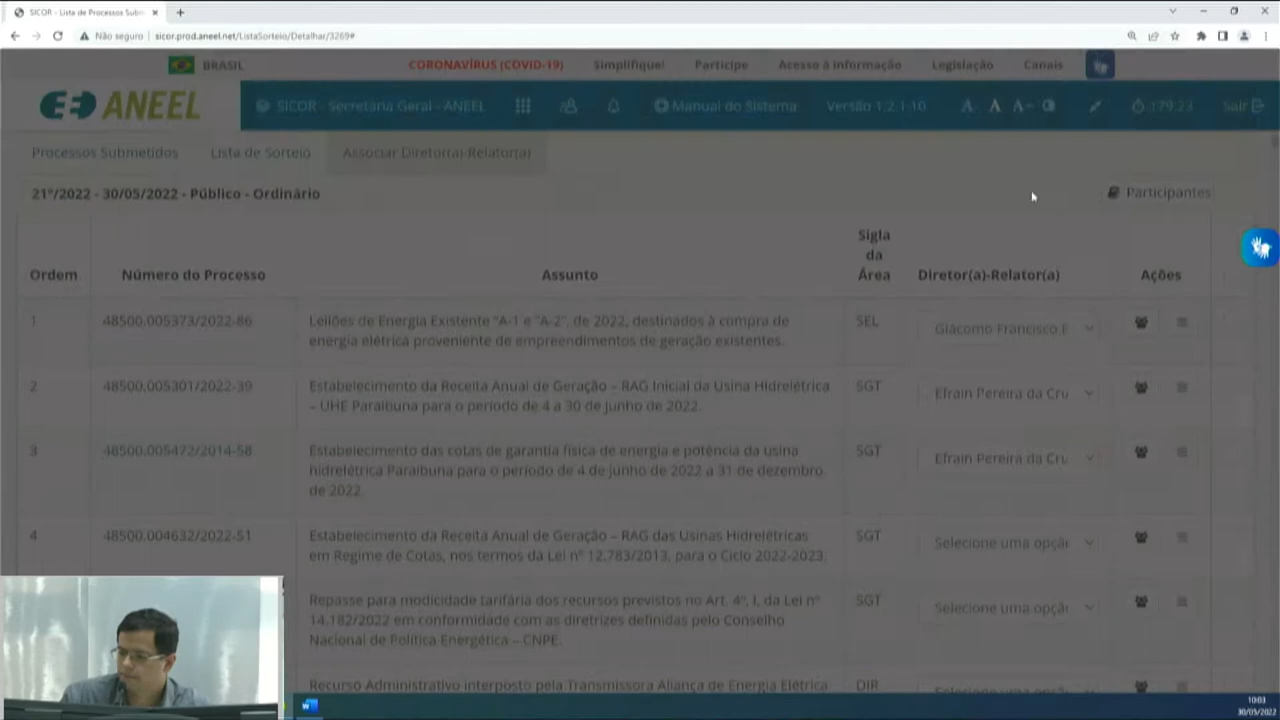 SICOR - Lista de Processos Subm
Não seguro | sicor.prod.aneel.net/ListaSorteio/Detalhar/3269#
BRASIL
CORONAVÍRUS (COVID-19)
Simplifique!
Participe
Acesso à informação
Legislação
Canais
ANEEL
SICOR - Secretaria Geral - ANEEL
Manual do Sistema
Versão 1.2.1-10
A-
A
A+
179:23
Sair
Processos Submetidos
Lista de Sorteio
Associar Diretor(a)-Relator(a)
21º/2022 - 30/05/2022 - Público - Ordinário
Participantes
Ordem
Número do Processo
Assunto
Sigla
da
Área
Diretor(a)-Relator(a)
Ações
1
48500.005373/2022-86
Leilões de Energia Existente "A-1 e "A-2", de 2022, destinados à compra de
energia elétrica proveniente de empreendimentos de geração existentes.
SEL
Giácomo Francisco B
2
48500.005301/2022-39
Estabelecimento da Receita Anual de Geração – RAG Inicial da Usina Hidrelétrica
– UHE Paraibuna para o período de 4 a 30 de junho de 2022.
SGT
Efrain Pereira da Cru
3
48500.005472/2014-58
Estabelecimento das cotas de garantia física de energia e potência da usina
hidrelétrica Paraibuna para o período de 4 de junho de 2022 a 31 de dezembro
de 2022.
SGT
Efrain Pereira da Cru
4
48500.004632/2022-51
Estabelecimento da Receita Anual de Geração – RAG das Usinas Hidrelétricas
em Regime de Cotas, nos termos da Lei nº 12.783/2013, para o Ciclo 2022-2023.
SGT
Selecione uma opçã
Repasse para modicidade tarifária dos recursos previstos no Art. 4º, I, da Lei nº
14.182/2022 em conformidade com as diretrizes definidas pelo Conselho
Nacional de Política Energética – CNPE.
SGT
Selecione uma opçã
Recurso Administrativo interposto pela Transmissora Aliança de Energia Elétrica
DIR
Selecione uma opçã
10:03
30/05/2022